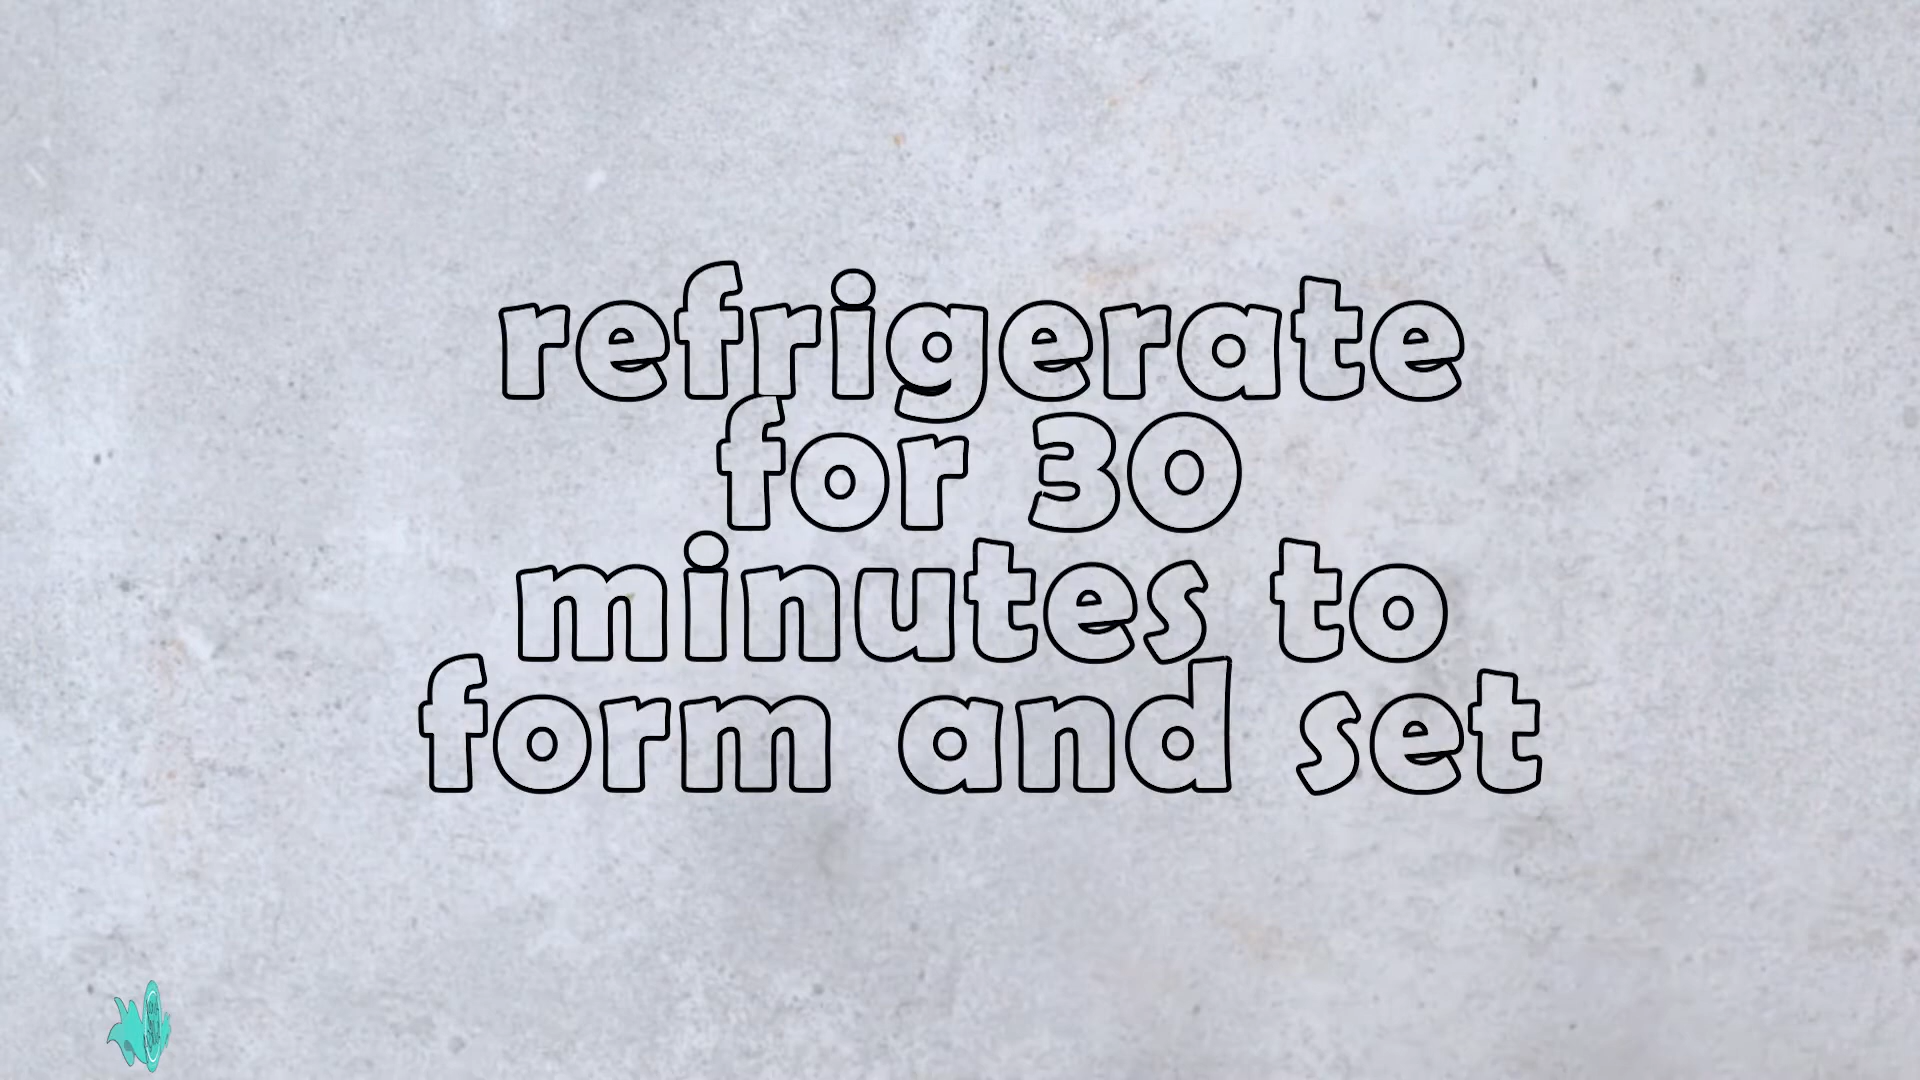 refrigerate
for 30
minutes to
form and set